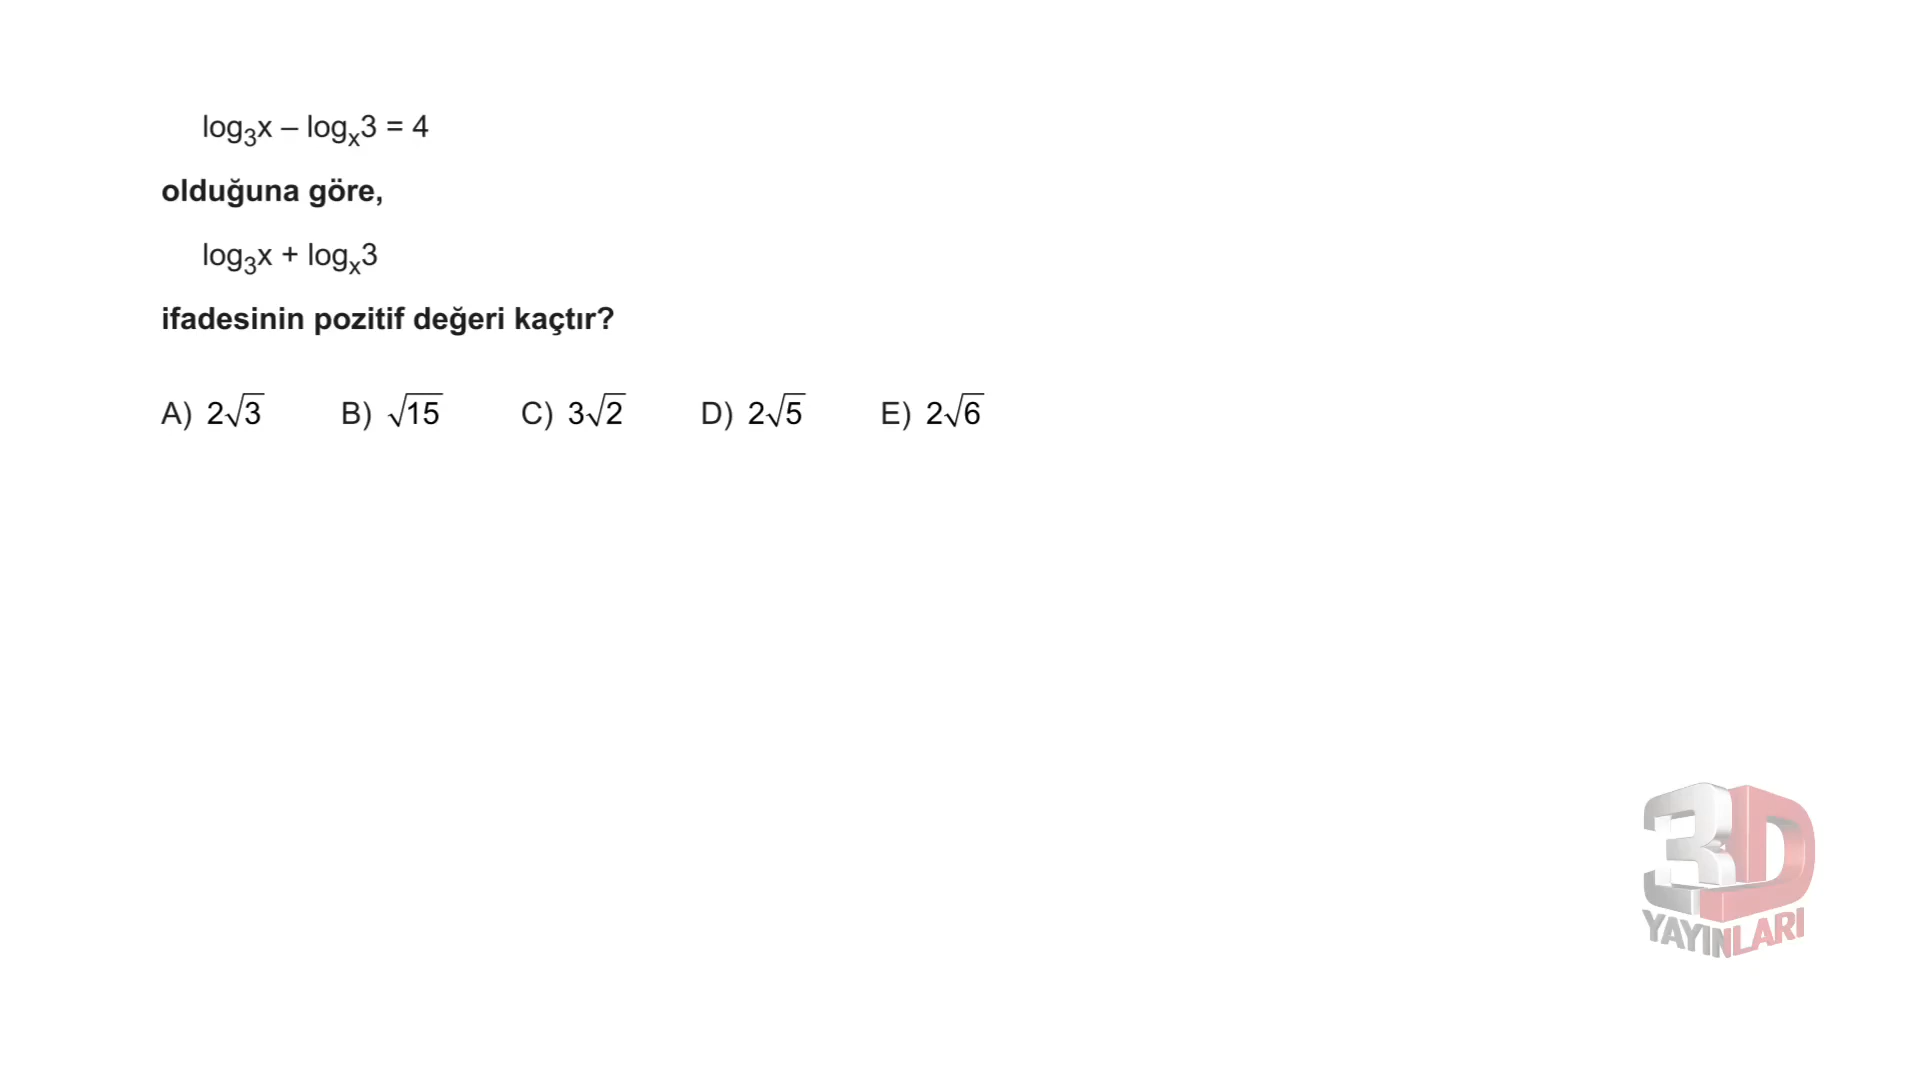 log₃x – logₓ3 = 4
olduğuna göre,
log₃x + logₓ3
ifadesinin pozitif değeri kaçtır?
A) 2√3 B) √15 C) 3√2 D) 2√5 E) 2√6
3D
YAYINLARI